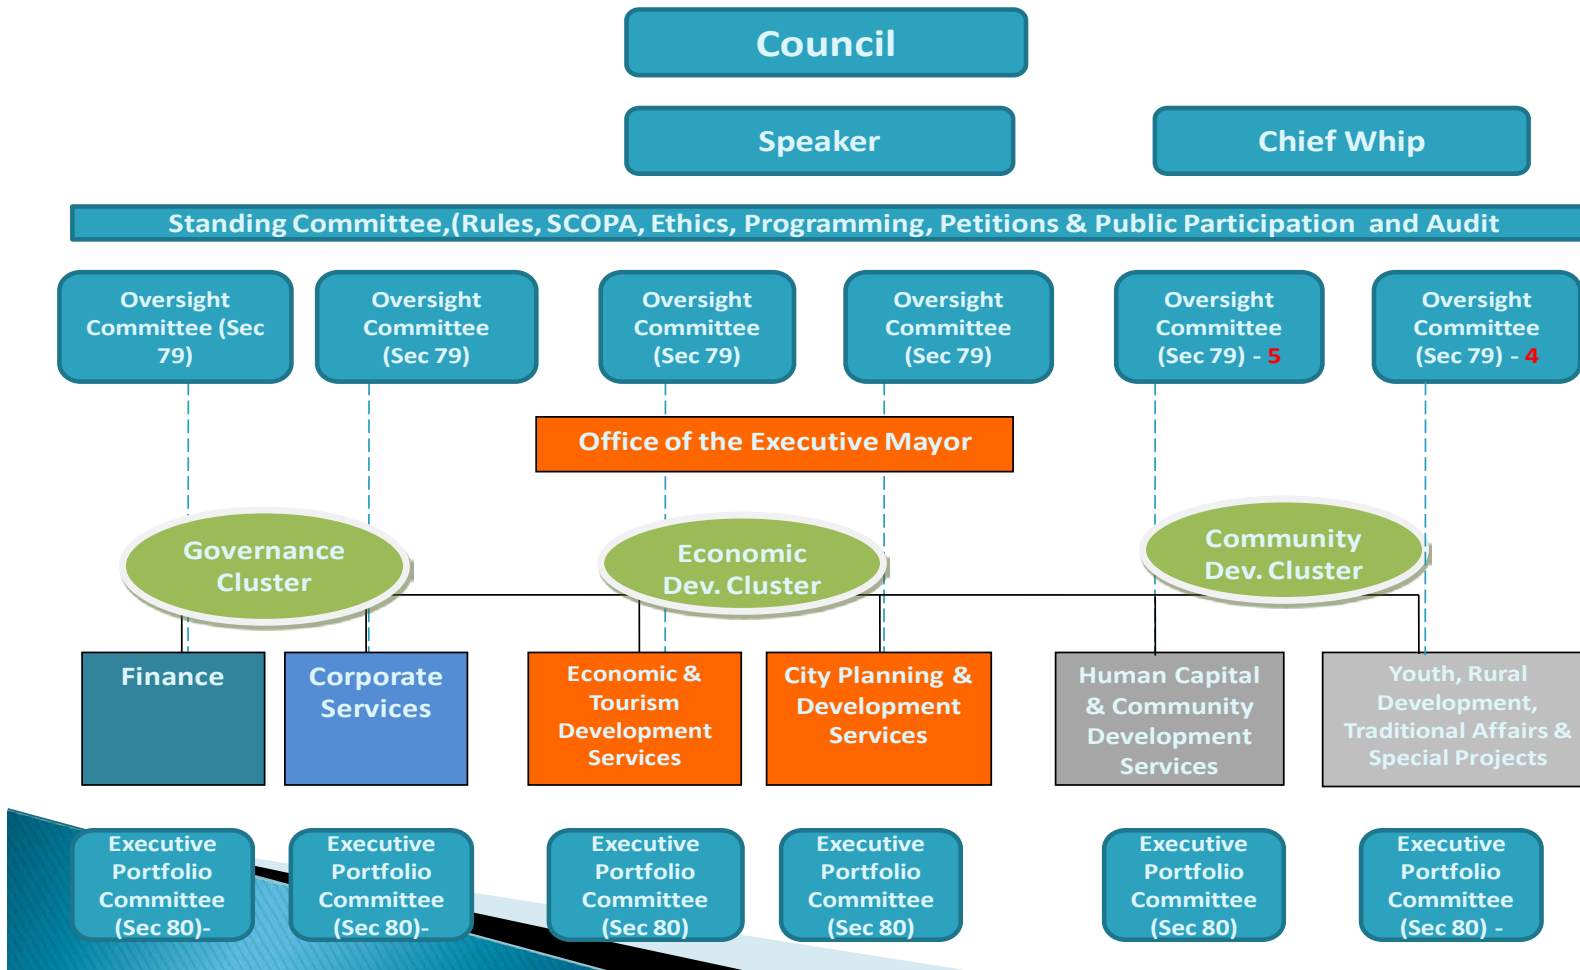 Council
Speaker
Chief Whip
Standing Committee,(Rules, SCOPA, Ethics, Programming, Petitions & Public Participation and Audit
Oversight
Committee (Sec
79)
Oversight
Committee
(Sec 79)
Oversight
Committee
(Sec 79)
Oversight
Committee
(Sec 79)
Oversight
Committee
(Sec 79) - 5
Oversight
Committee
(Sec 79) - 4
Office of the Executive Mayor
Governance
Cluster
Economic
Dev. Cluster
Community
Dev. Cluster
Finance
Corporate
Services
Economic &
Tourism
Development
Services
City Planning &
Development
Services
Human Capital
& Community
Development
Services
Youth, Rural
Development,
Traditional Affairs &
Special Projects
Executive
Portfolio
Committee
(Sec 80)-
Executive
Portfolio
Committee
(Sec 80)-
Executive
Portfolio
Committee
(Sec 80)
Executive
Portfolio
Committee
(Sec 80)
Executive
Portfolio
Committee
(Sec 80)
Executive
Portfolio
Committee
(Sec 80) -